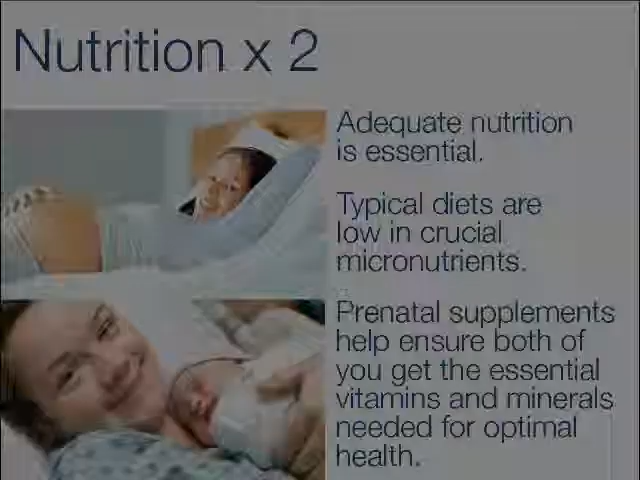 Nutrition x 2
Adequate nutrition
is essential.
Typical diets are
low in crucial
micronutrients.
Prenatal supplements
help ensure both of
you get the essential
vitamins and minerals
needed for optimal
health.